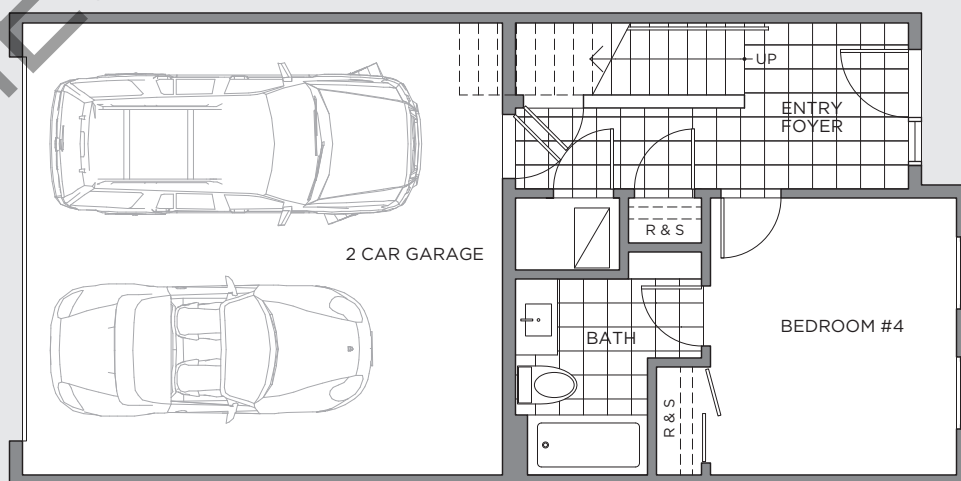 UP
ENTRY
FOYER
R & S
2 CAR GARAGE
BATH
BEDROOM #4
R & S